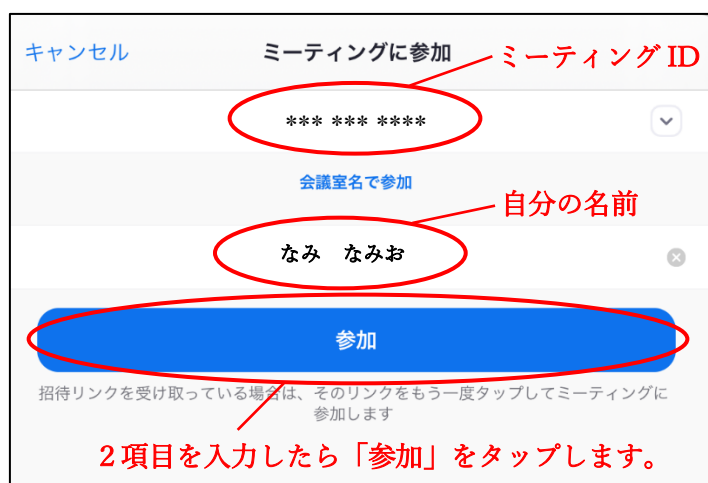 キャンセル ミーティングに参加
ミーティング ID
*** *** ****
会議室名で参加
自分の名前
なみ　なみお
参加
招待リンクを受け取っている場合は、そのリンクをもう一度タップしてミーティングに
参加します
２項目を入力したら「参加」をタップします。